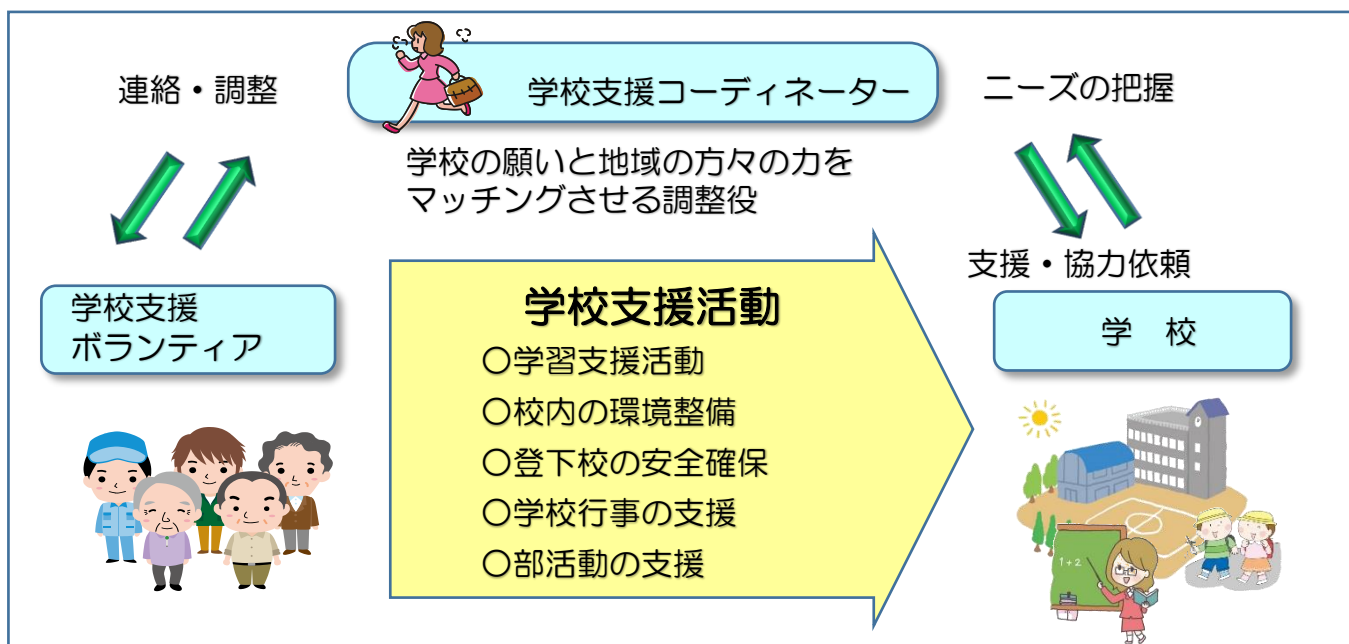 連絡・調整
学校支援コーディネーター
ニーズの把握
学校の願いと地域の方々の力を
マッチングさせる調整役
支援・協力依頼
学校支援
ボランティア
学校支援活動
〇学習支援活動
〇校内の環境整備
〇登下校の安全確保
〇学校行事の支援
〇部活動の支援
学 校
1+2